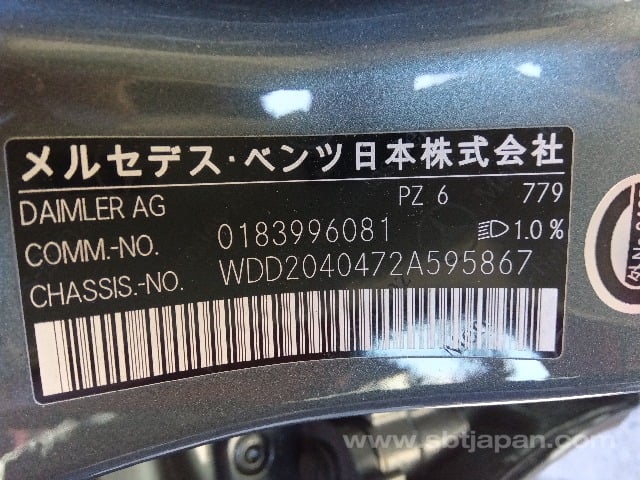 メルセデス・ベンツ日本株式会社
DAIMLER AG PZ 6 779
COMM.-NO. 0183996081 1.0%
CHASSIS.-NO. WDD2040472A595867
www.sbtjapan.com